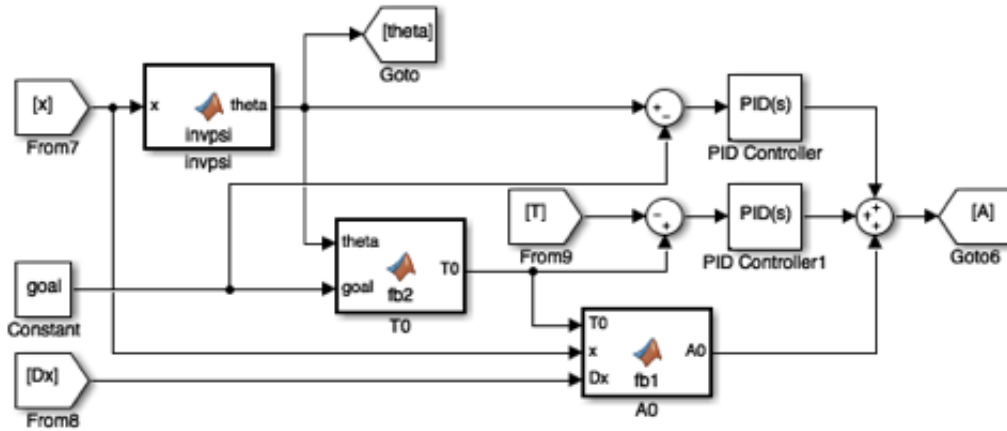 [theta]
Goto
[x]
From7
x
theta
invpsi
invpsi
+
-
PID(s)
PID Controller
[T]
From9
-
+
PID(s)
PID Controller1
+
+
+
[A]
Goto6
theta
goal
T0
fb2
T0
goal
Constant
T0
x
Dx
A0
fb1
A0
[Dx]
From8